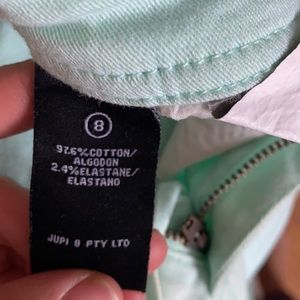 8
97.6%COTTON/
ALGODON
2.4%ELASTANE/
ELASTANO
JUPI 8 PTY LTD